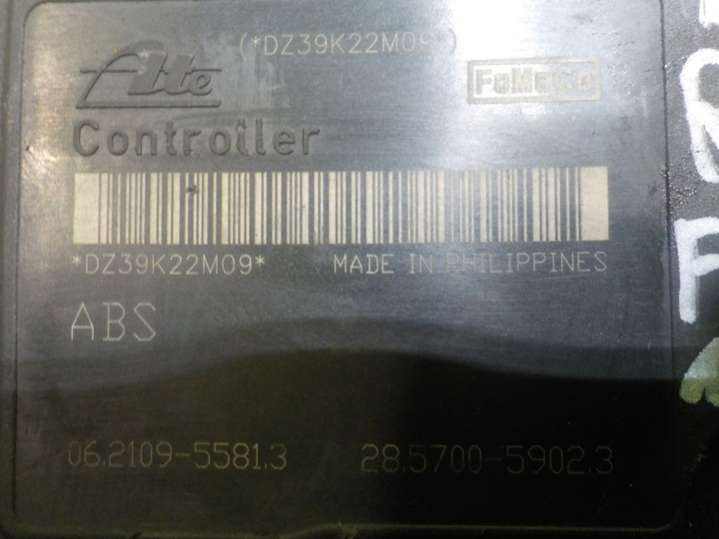 (*DZ39K22M09*)
Ate
FoMoCo
Controller
*DZ39K22M09*
MADE IN PHILIPPINES
ABS
06.2109-5581.3
28.5700-5902.3